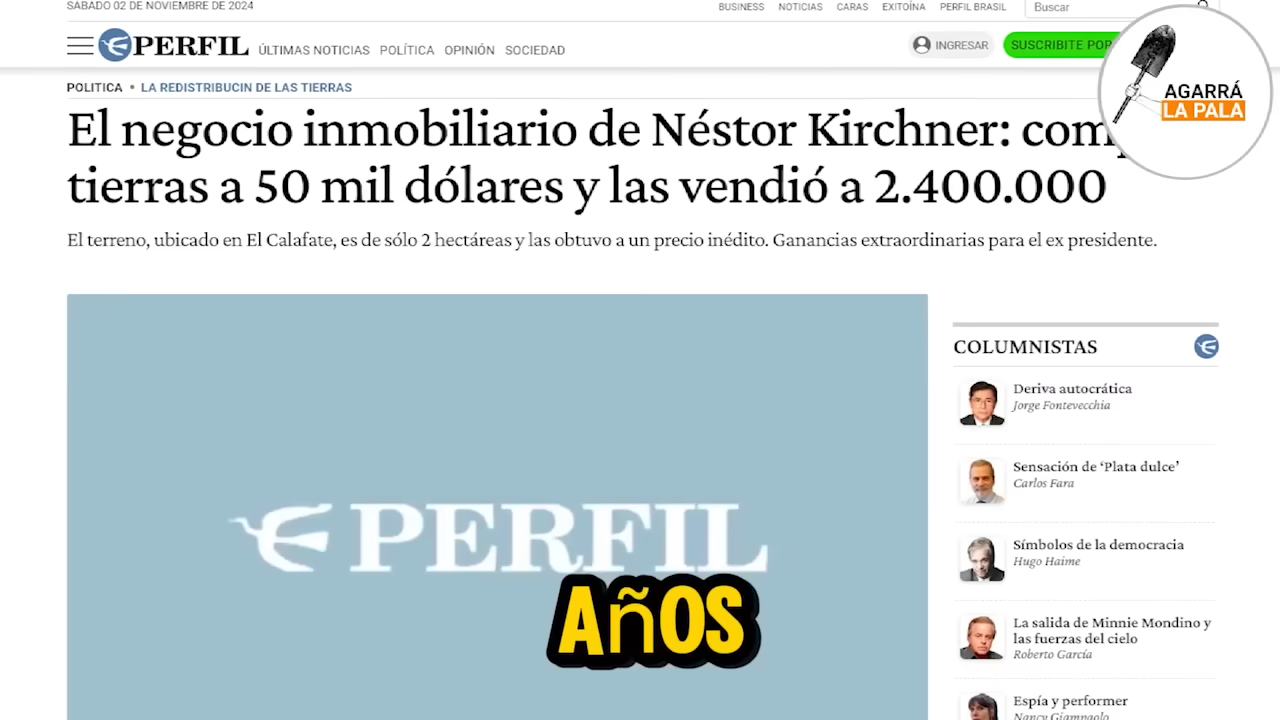 SÁBADO 02 DE NOVIEMBRE DE 2024
BUSINESS NOTICIAS CARAS EXITOÍNA PERFIL BRASIL Buscar
PERFIL ÚLTIMAS NOTICIAS POLÍTICA OPINIÓN SOCIEDAD INGRESAR SUSCRIBITE POR
AGARRÁ
LA PALA
POLITICA • LA REDISTRIBUCIN DE LAS TIERRAS
El negocio inmobiliario de Néstor Kirchner:
tierras a 50 mil dólares y las vendió a 2.400.000
El terreno, ubicado en El Calafate, es de sólo 2 hectáreas y las obtuvo a un precio inédito. Ganancias extraordinarias para el ex presidente.
PERFIL
AñOS
COLUMNISTAS
Deriva autocrática
Jorge Fontevecchia
Sensación de ‘Plata dulce’
Carlos Fara
Símbolos de la democracia
Hugo Haime
La salida de Minnie Mondino y
las fuerzas del cielo
Roberto García
Espía y performer
Nancy Giampaolo